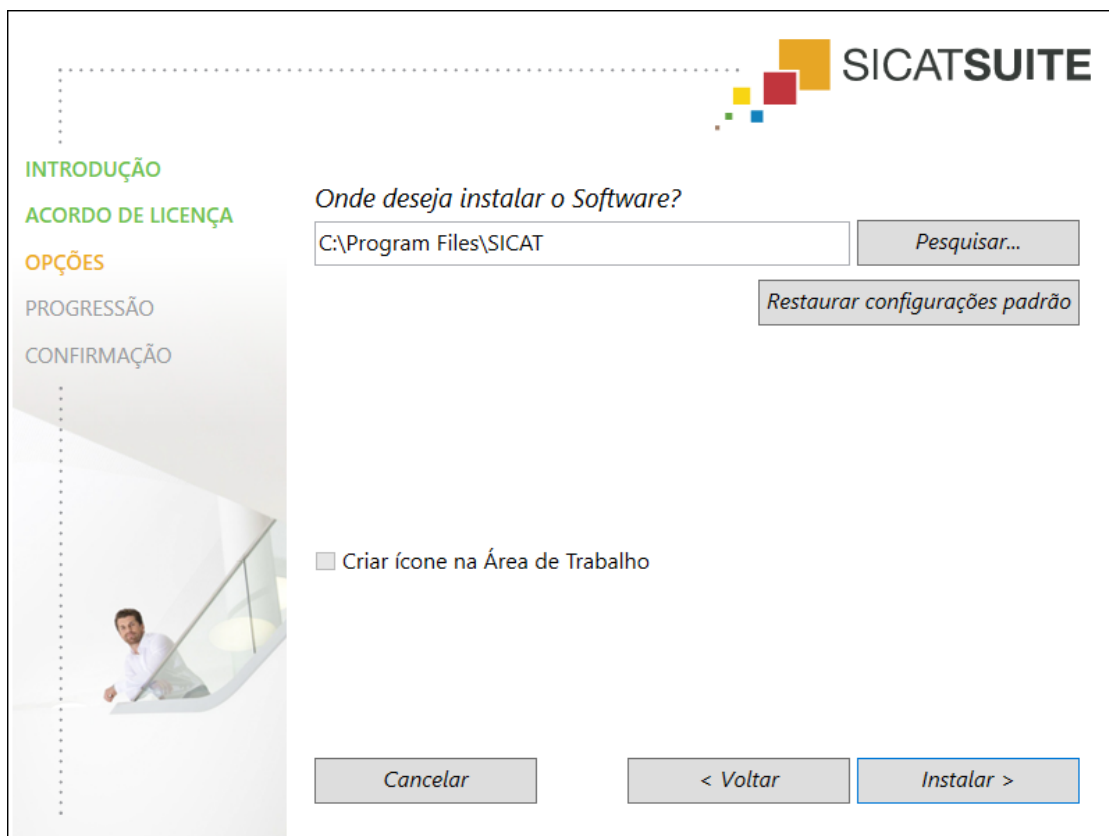 SICATSUITE
INTRODUÇÃO
ACORDO DE LICENÇA
OPÇÕES
PROGRESSÃO
CONFIRMAÇÃO
Onde deseja instalar o Software?
C:\Program Files\SICAT
Pesquisar...
Restaurar configurações padrão
Criar ícone na Área de Trabalho
Cancelar
< Voltar
Instalar >